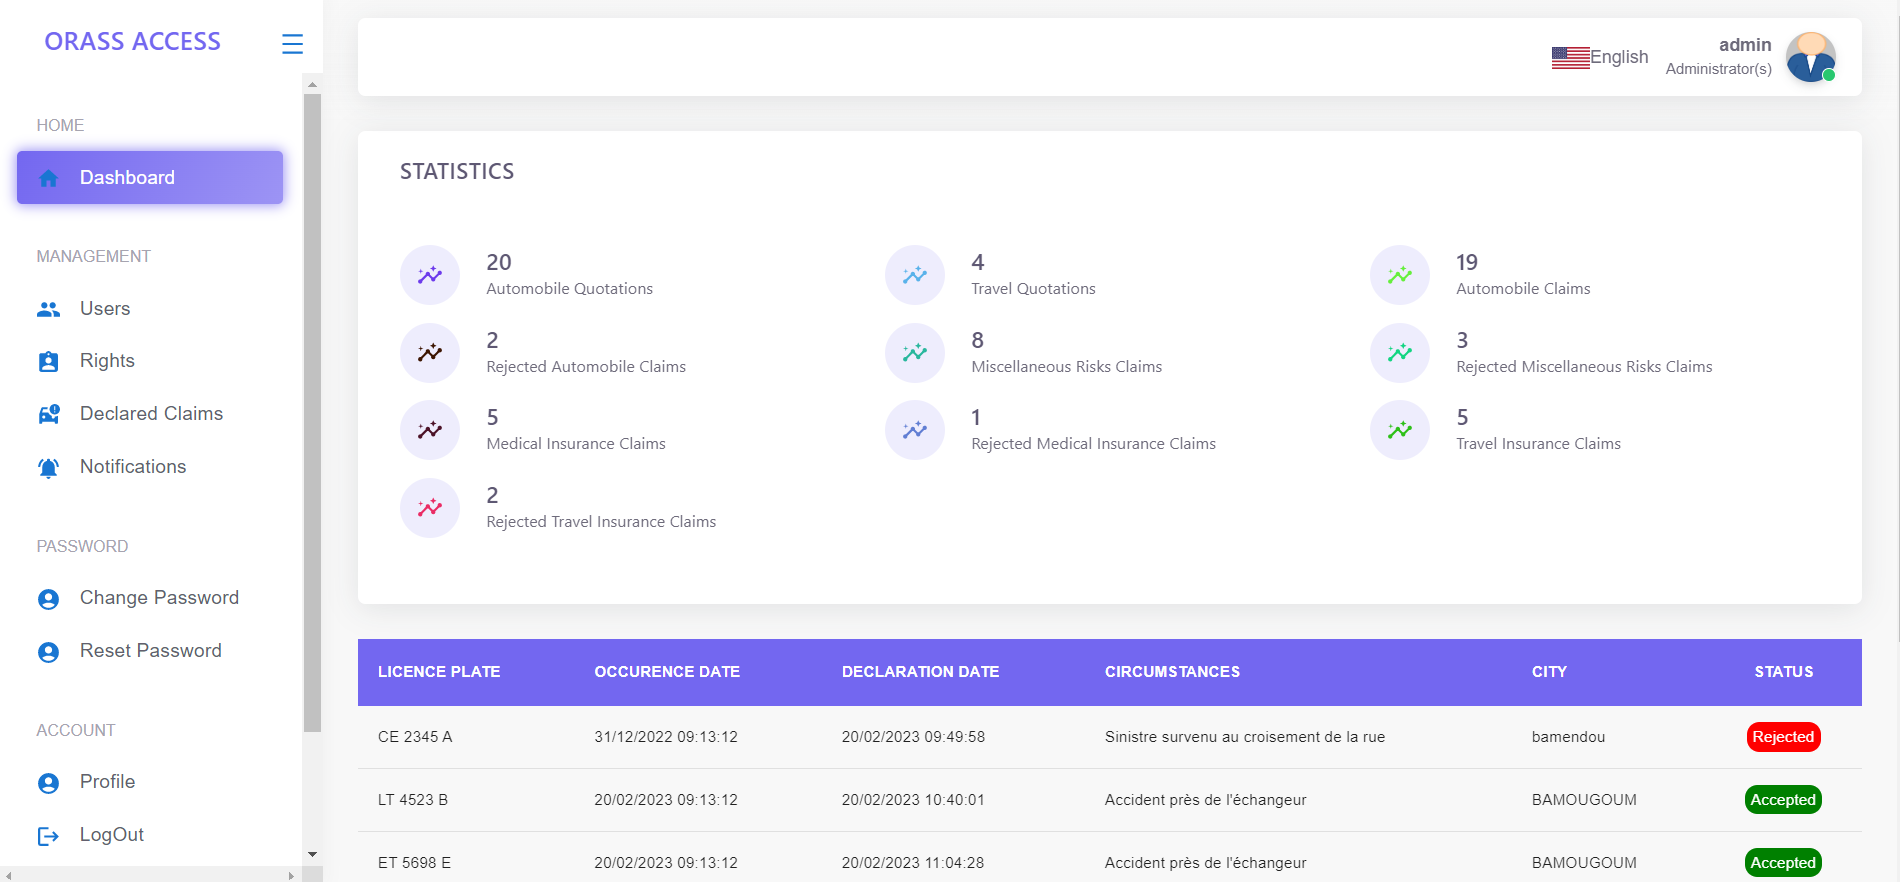 ORASS ACCESS
HOME
Dashboard
MANAGEMENT
Users
Rights
Declared Claims
Notifications
PASSWORD
Change Password
Reset Password
ACCOUNT
Profile
LogOut
English
admin
Administrator(s)
STATISTICS
20
Automobile Quotations
4
Travel Quotations
19
Automobile Claims
2
Rejected Automobile Claims
8
Miscellaneous Risks Claims
3
Rejected Miscellaneous Risks Claims
5
Medical Insurance Claims
1
Rejected Medical Insurance Claims
5
Travel Insurance Claims
2
Rejected Travel Insurance Claims
LICENCE PLATE OCCURENCE DATE DECLARATION DATE CIRCUMSTANCES CITY STATUS
CE 2345 A 31/12/2022 09:13:12 20/02/2023 09:49:58 Sinistre survenu au croisement de la rue bamendou Rejected
LT 4523 B 20/02/2023 09:13:12 20/02/2023 10:40:01 Accident près de l'échangeur BAMOUGOUM Accepted
ET 5698 E 20/02/2023 09:13:12 20/02/2023 11:04:28 Accident près de l'échangeur BAMOUGOUM Accepted